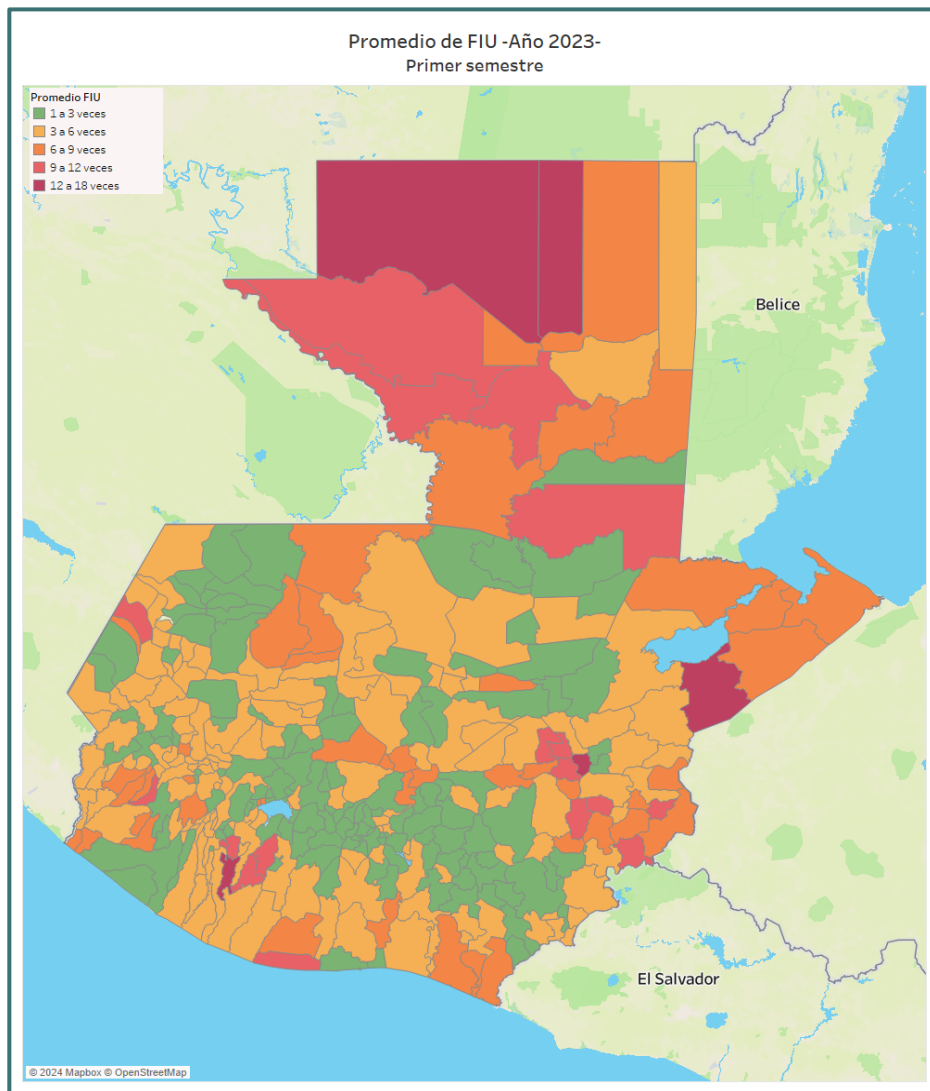 Promedio de FIU -Año 2023-
Primer semestre
Promedio FIU
1 a 3 veces
3 a 6 veces
6 a 9 veces
9 a 12 veces
12 a 18 veces
Belice
El Salvador
© 2024 Mapbox © OpenStreetMap